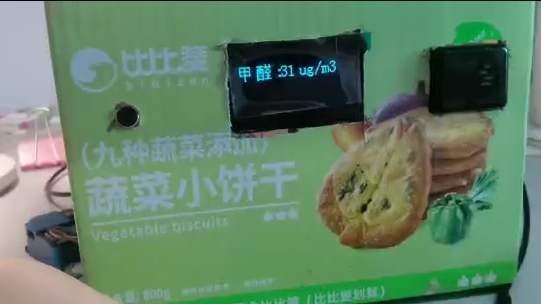 比比赞
BIBIZAN
甲醛:31 ug/m3
(九种蔬菜添加)
蔬菜小饼干
Vegetable biscuits
800g